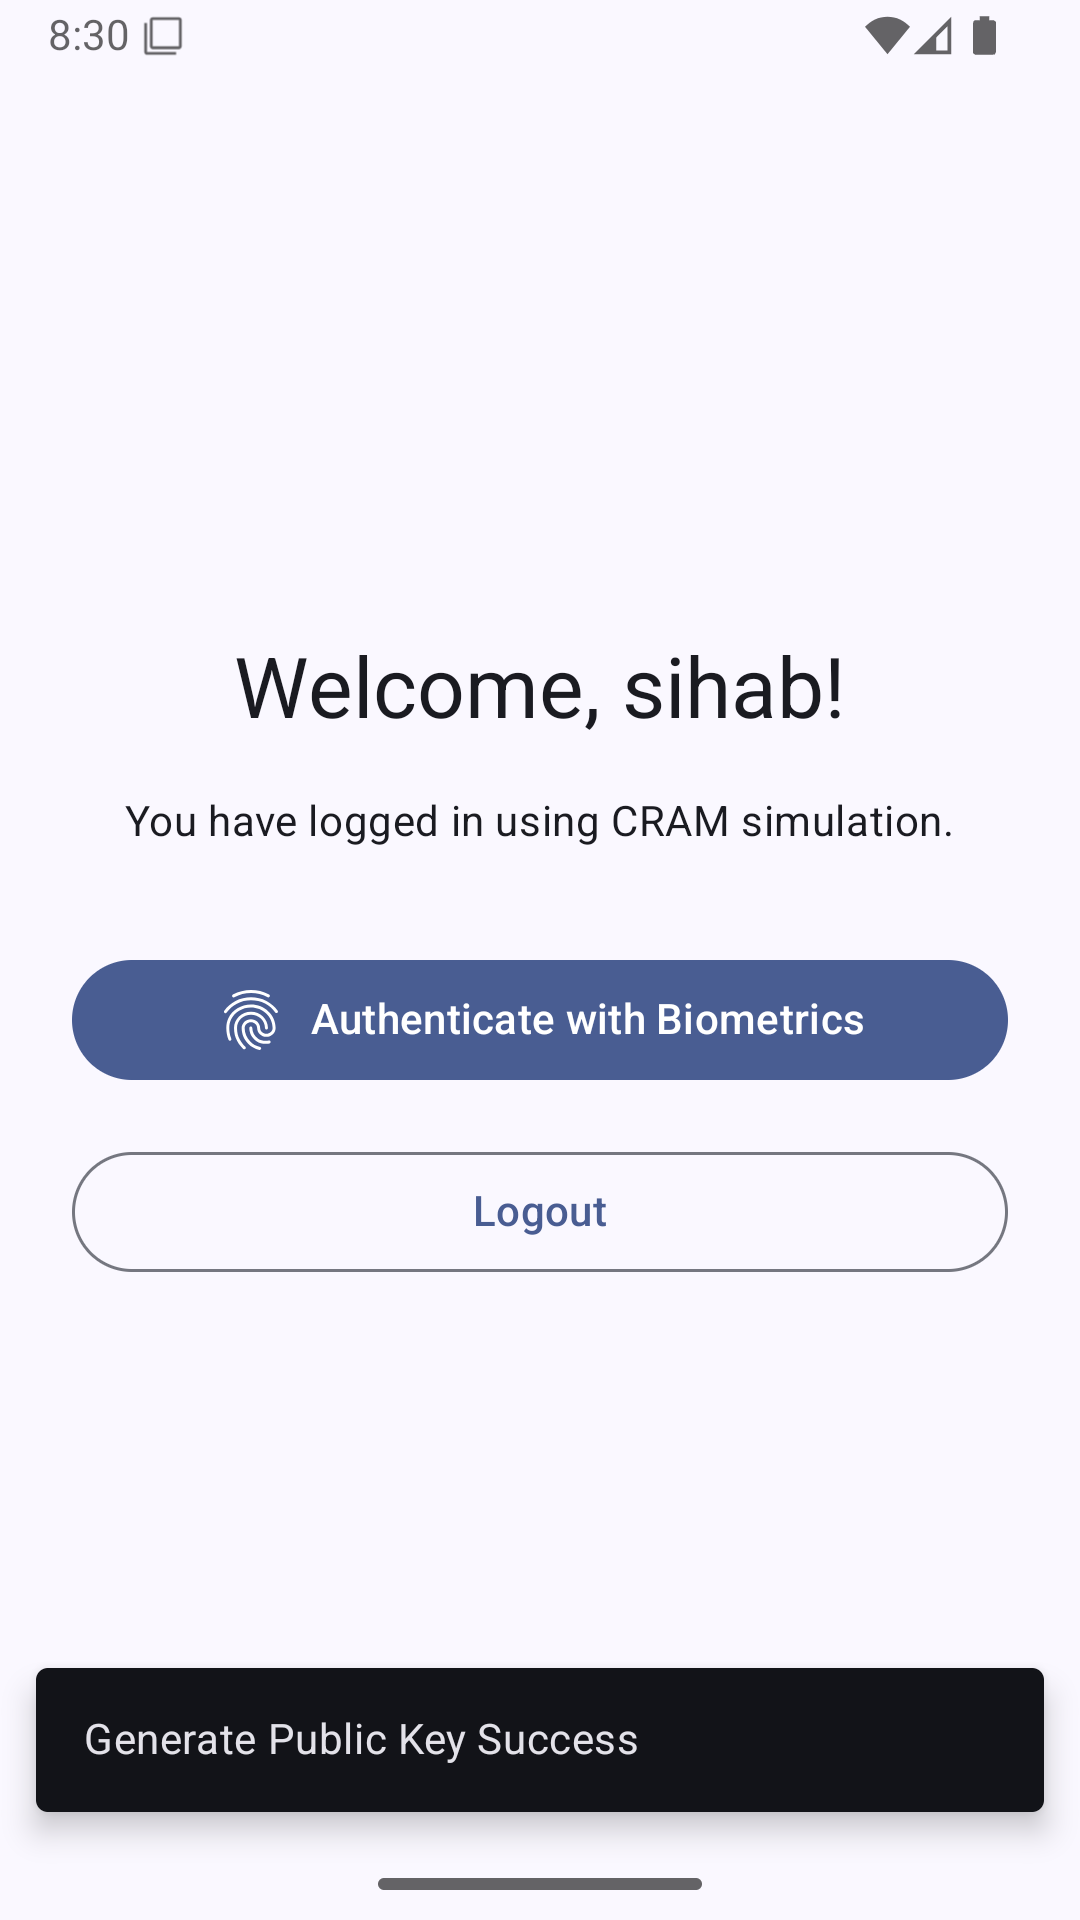 8:30
Welcome, sihab!
You have logged in using CRAM simulation.
Authenticate with Biometrics
Logout
Generate Public Key Success